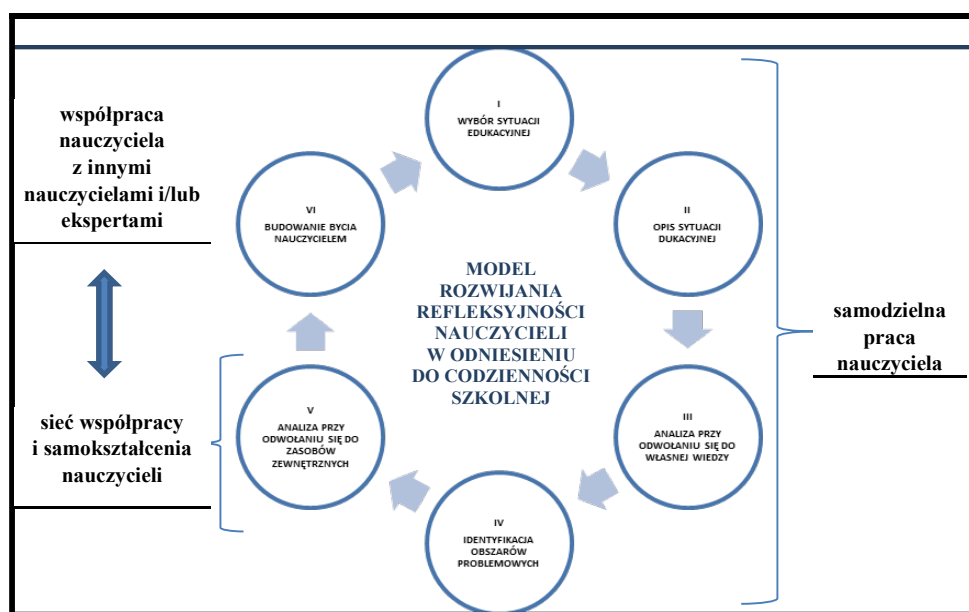 współpraca
nauczyciela
z innymi
nauczycielami i/lub
ekspertami
sieć współpracy
i samokształcenia
nauczycieli
I
WYBÓR SYTUACJI
EDUKACYJNEJ
II
OPIS SYTUACJI
DUKACYJNEJ
III
ANALIZA PRZY
ODWOŁANIU SIĘ DO
WŁASNEJ WIEDZY
IV
IDENTYFIKACJA
OBSZARÓW
PROBLEMOWYCH
V
ANALIZA PRZY
ODWOŁANIU SIĘ DO
ZASOBÓW
ZEWNĘTRZNYCH
VI
BUDOWANIE BYCIA
NAUCZYCIELEM
MODEL
ROZWIJANIA
REFLEKSYJNOŚCI
NAUCZYCIELI
W ODNIESIENIU
DO CODZIENNOŚCI
SZKOLNEJ
samodzielna
praca
nauczyciela